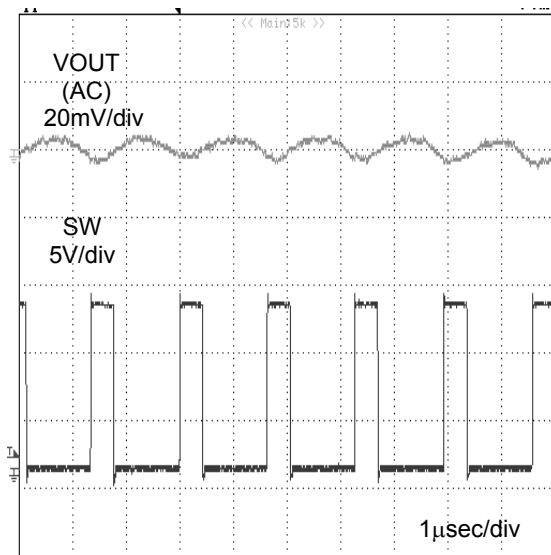 << Main:5k >>
VOUT
(AC)
20mV/div
SW
5V/div
1μsec/div